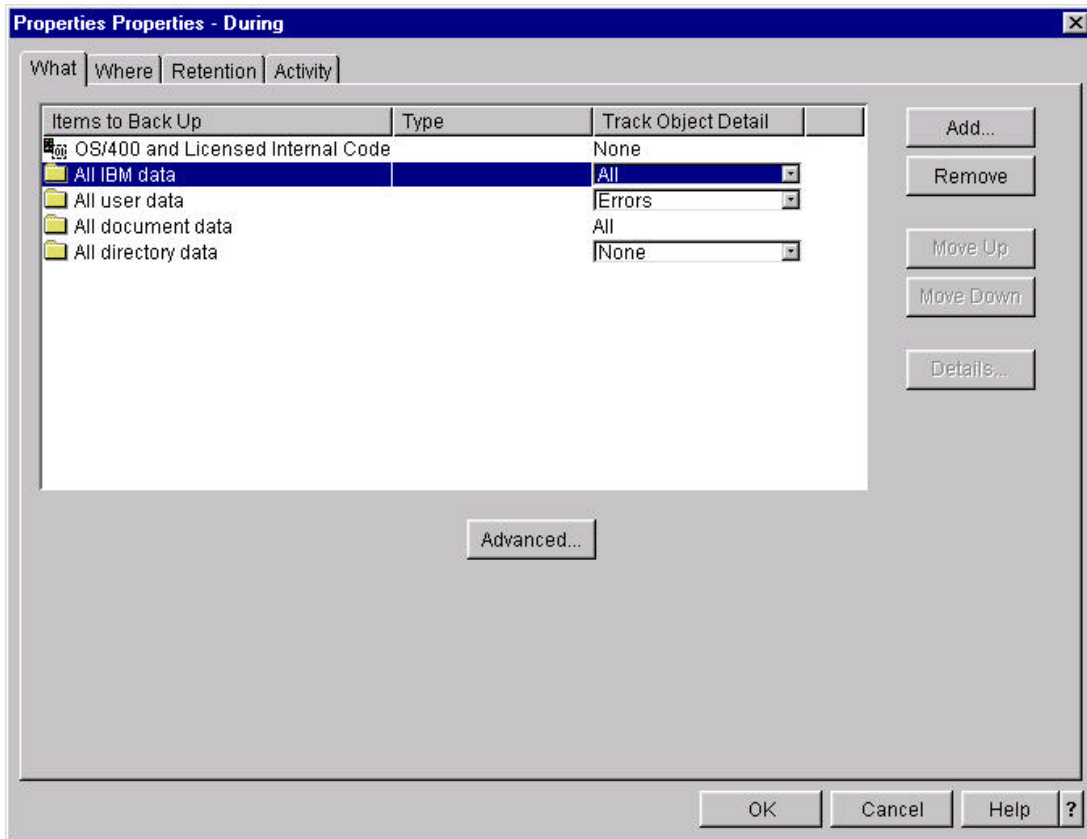 Properties Properties - During
What Where Retention Activity
Items to Back Up Type Track Object Detail
Add...
OS/400 and Licensed Internal Code None
All IBM data All
Remove
All user data Errors
All document data All
Move Up
All directory data None
Move Down
Details...
Advanced...
OK Cancel Help ?